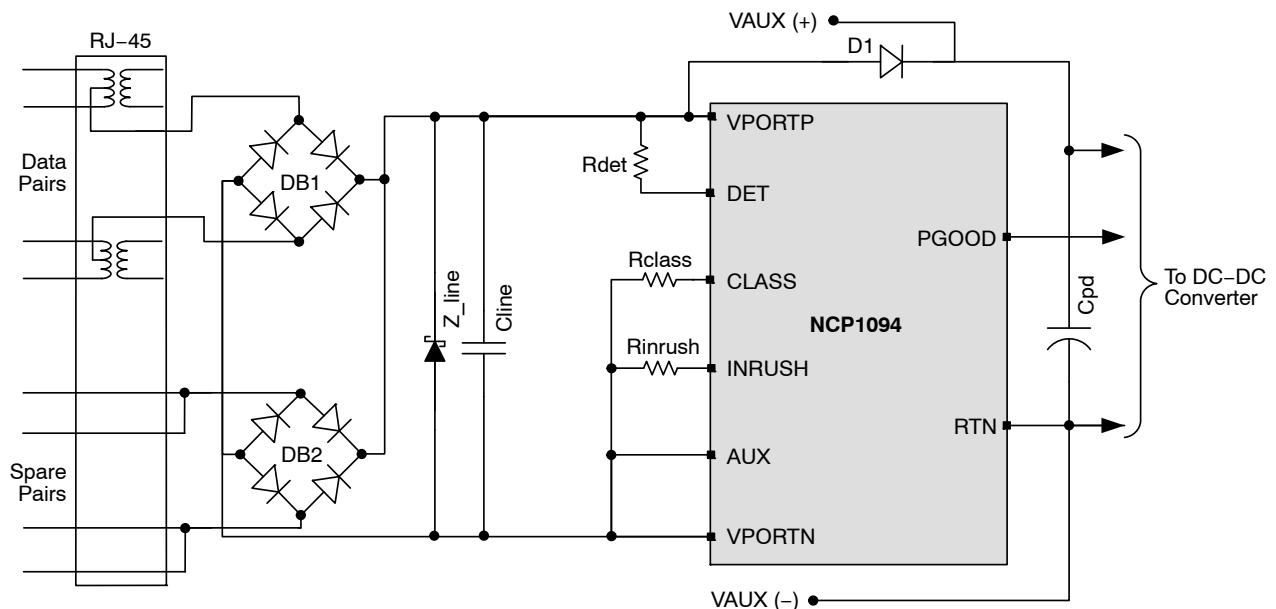 VAUX (+)
RJ−45
D1
VPORTP
Rdet
Data
Pairs
DB1
DET
PGOOD
Rclass
CLASS
To DC−DC
Converter
Z_line
Cline
Cpd
NCP1094
Rinrush
INRUSH
RTN
DB2
AUX
Spare
Pairs
VPORTN
VAUX (−)